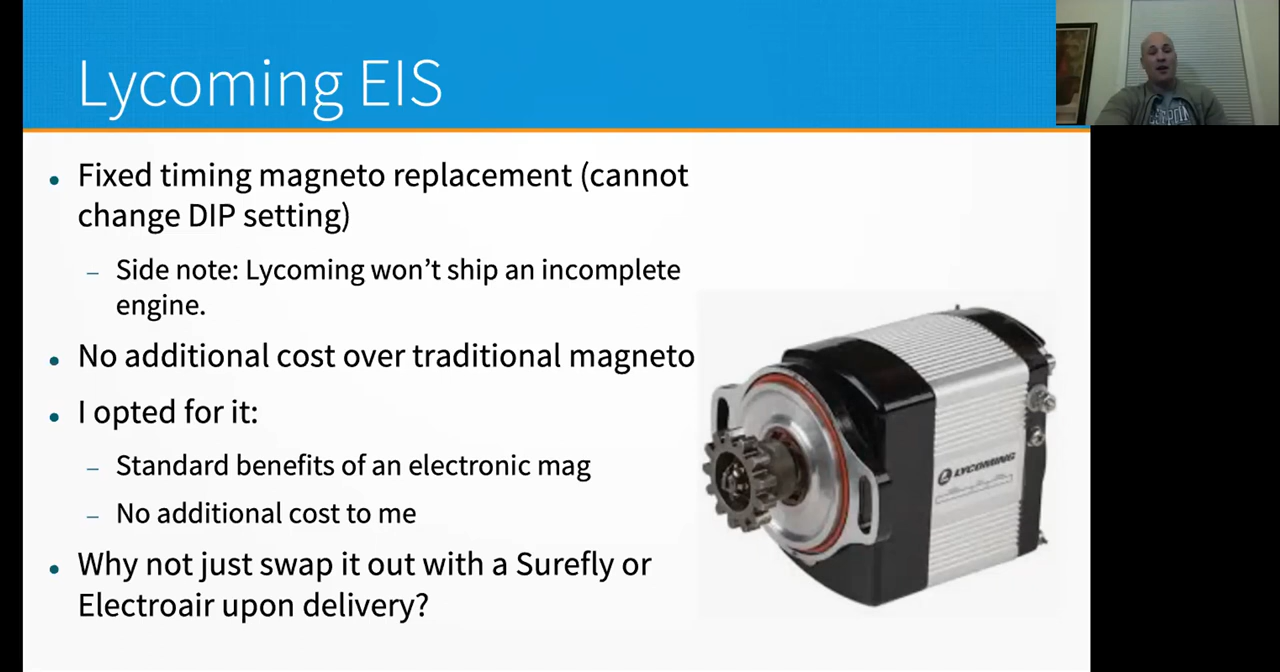 Lycoming EIS
• Fixed timing magneto replacement (cannot
change DIP setting)
– Side note: Lycoming won’t ship an incomplete
engine.
• No additional cost over traditional magneto
• I opted for it:
– Standard benefits of an electronic mag
– No additional cost to me
• Why not just swap it out with a Surefly or
Electroair upon delivery?
LYCOMING